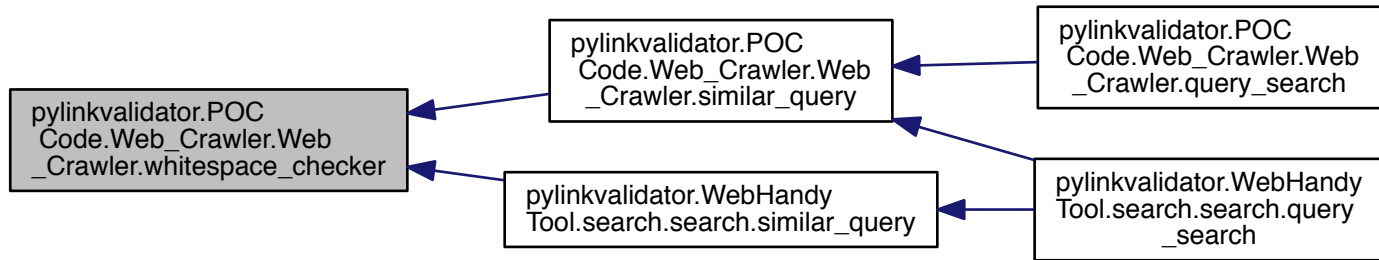 pylinkvalidator.POC
Code.Web_Crawler.Web
_Crawler.whitespace_checker
pylinkvalidator.POC
Code.Web_Crawler.Web
_Crawler.similar_query
pylinkvalidator.WebHandy
Tool.search.search.similar_query
pylinkvalidator.POC
Code.Web_Crawler.Web
_Crawler.query_search
pylinkvalidator.WebHandy
Tool.search.search.query
_search